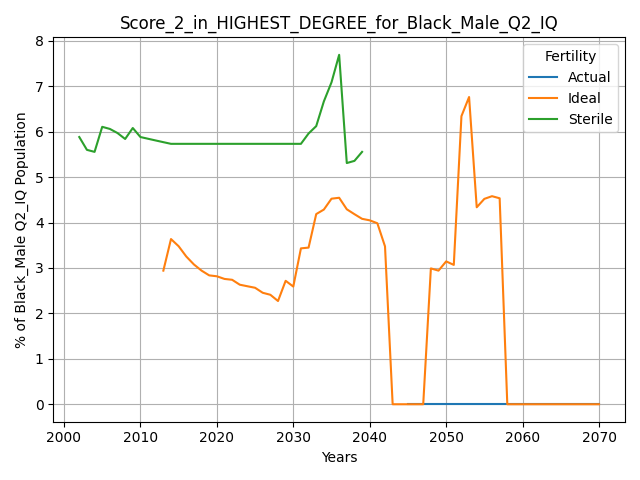 Score_2_in_HIGHEST_DEGREE_for_Black_Male_Q2_IQ
% of Black_Male Q2_IQ Population
8
7
6
5
4
3
2
1
0
Fertility
Actual
Ideal
Sterile
2000 2010 2020 2030 2040 2050 2060 2070
Years